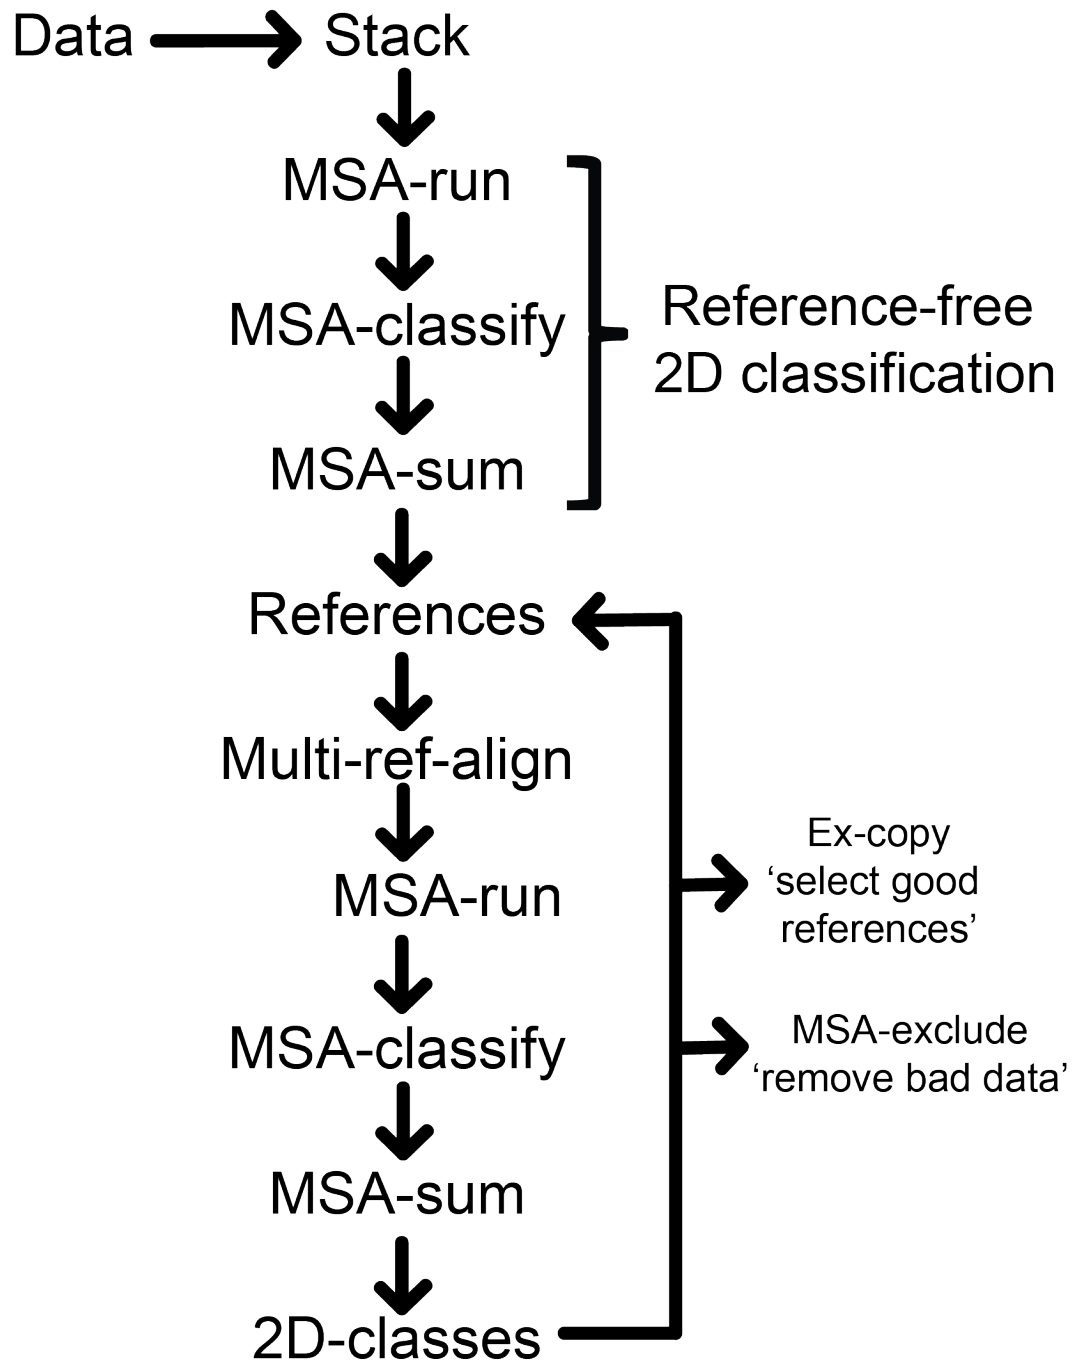 Data
Stack
MSA-run
MSA-classify
MSA-sum
Reference-free
2D classification
References
Multi-ref-align
MSA-run
MSA-classify
MSA-sum
2D-classes
Ex-copy
‘select good
references’
MSA-exclude
‘remove bad data’